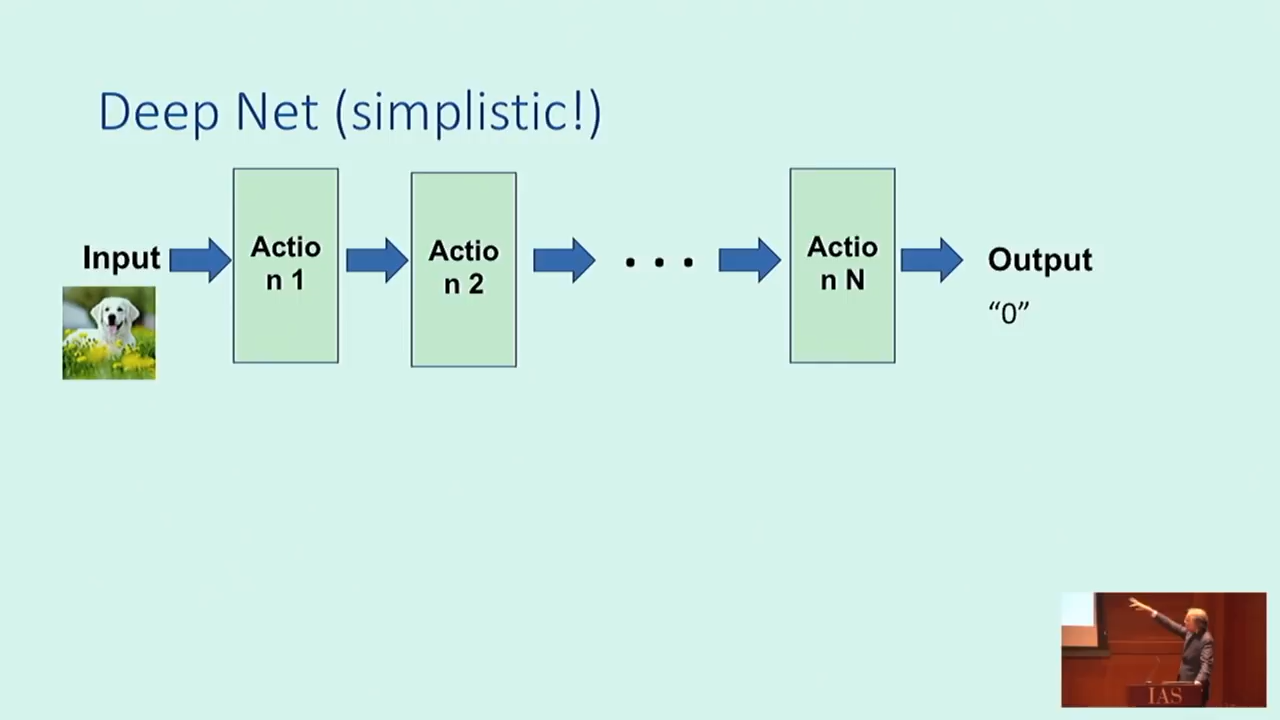 Deep Net (simplistic!)
Input
Actio
n 1
Actio
n 2
. . .
Actio
n N
Output
“0”
IAS